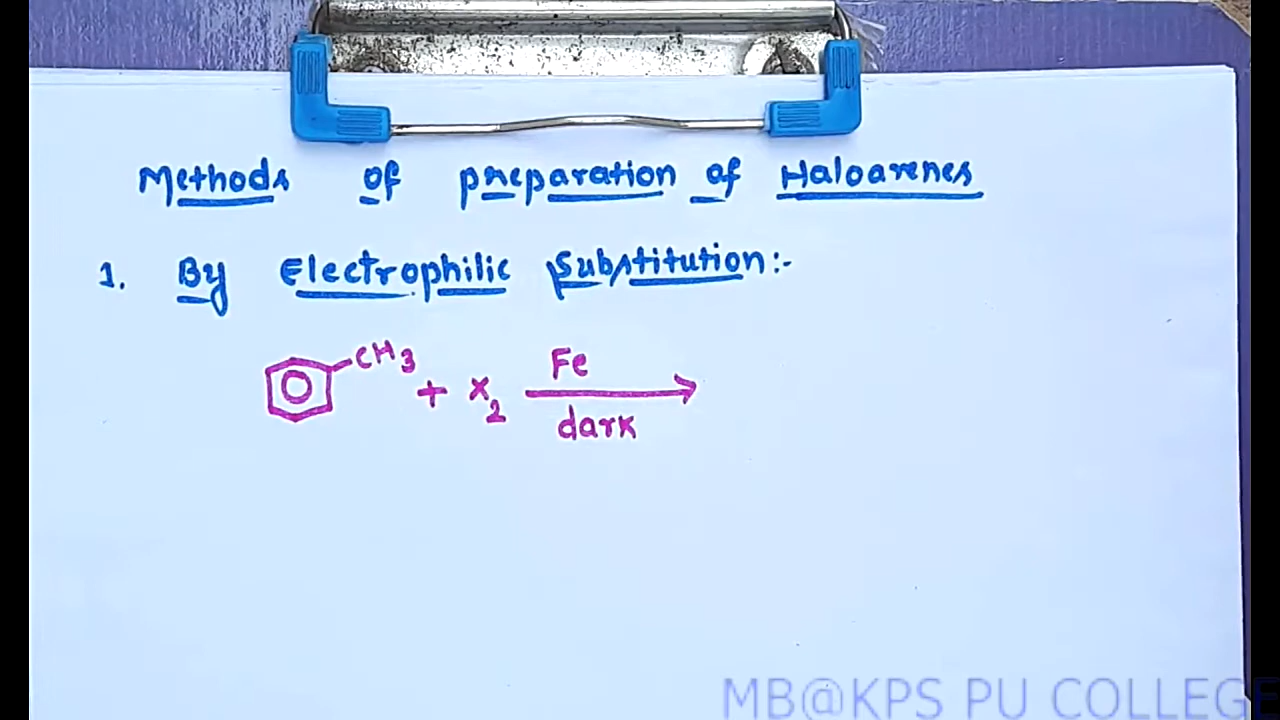 Methods of preparation of Haloarenes
1. By Electrophilic Substitution:-
CH3 + X2 Fe
dark
MB@KPS PU COLLEGE